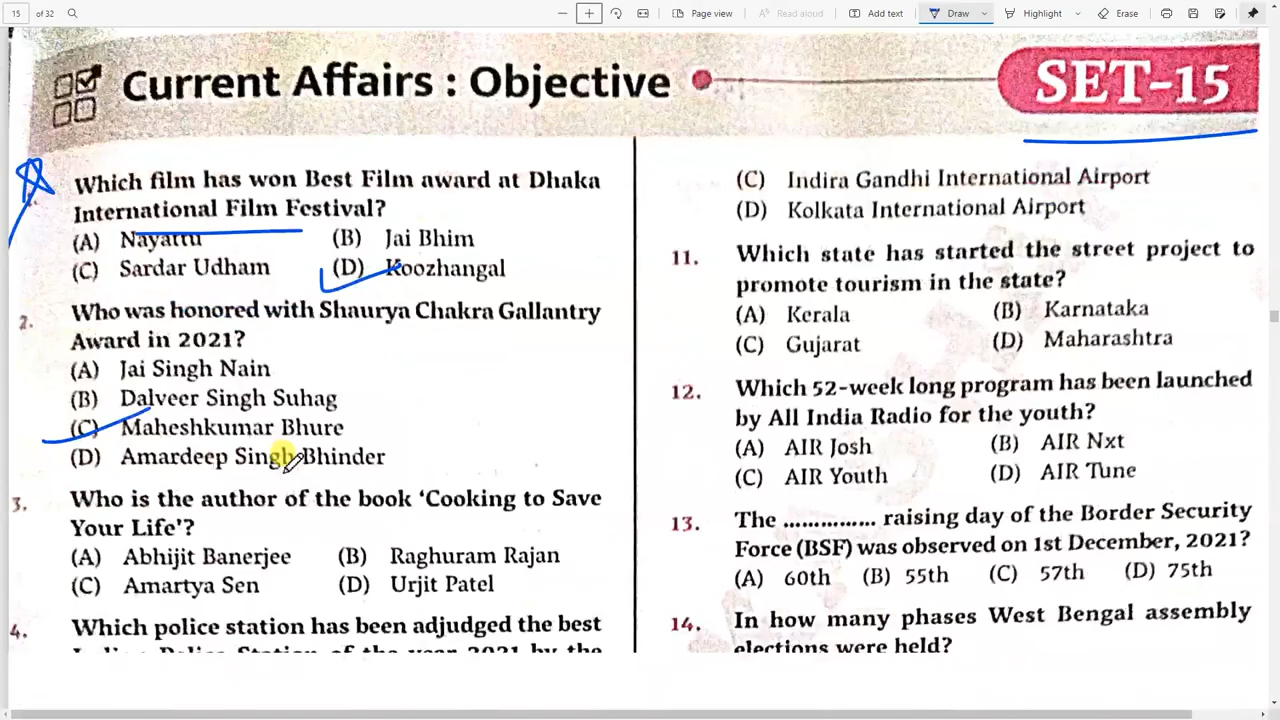 15 of 32
Page view
Read aloud
Add text
Draw
Highlight
Erase
Current Affairs : Objective
SET-15
Which film has won Best Film award at Dhaka
International Film Festival?
(A) Nayattu (B) Jai Bhim
(C) Sardar Udham (D) Koozhangal
2. Who was honored with Shaurya Chakra Gallantry
Award in 2021?
(A) Jai Singh Nain
(B) Dalveer Singh Suhag
(C) Maheshkumar Bhure
(D) Amardeep Singh Bhinder
3. Who is the author of the book ‘Cooking to Save
Your Life'?
(A) Abhijit Banerjee (B) Raghuram Rajan
(C) Amartya Sen (D) Urjit Patel
4. Which police station has been adjudged the best
Police Station of the year 2021 by the
(C) Indira Gandhi International Airport
(D) Kolkata International Airport
11. Which state has started the street project to
promote tourism in the state?
(A) Kerala (B) Karnataka
(C) Gujarat (D) Maharashtra
12. Which 52-week long program has been launched
by All India Radio for the youth?
(A) AIR Josh (B) AIR Nxt
(C) AIR Youth (D) AIR Tune
13. The ............... raising day of the Border Security
Force (BSF) was observed on 1st December, 2021?
(A) 60th (B) 55th (C) 57th (D) 75th
14. In how many phases West Bengal assembly
elections were held?